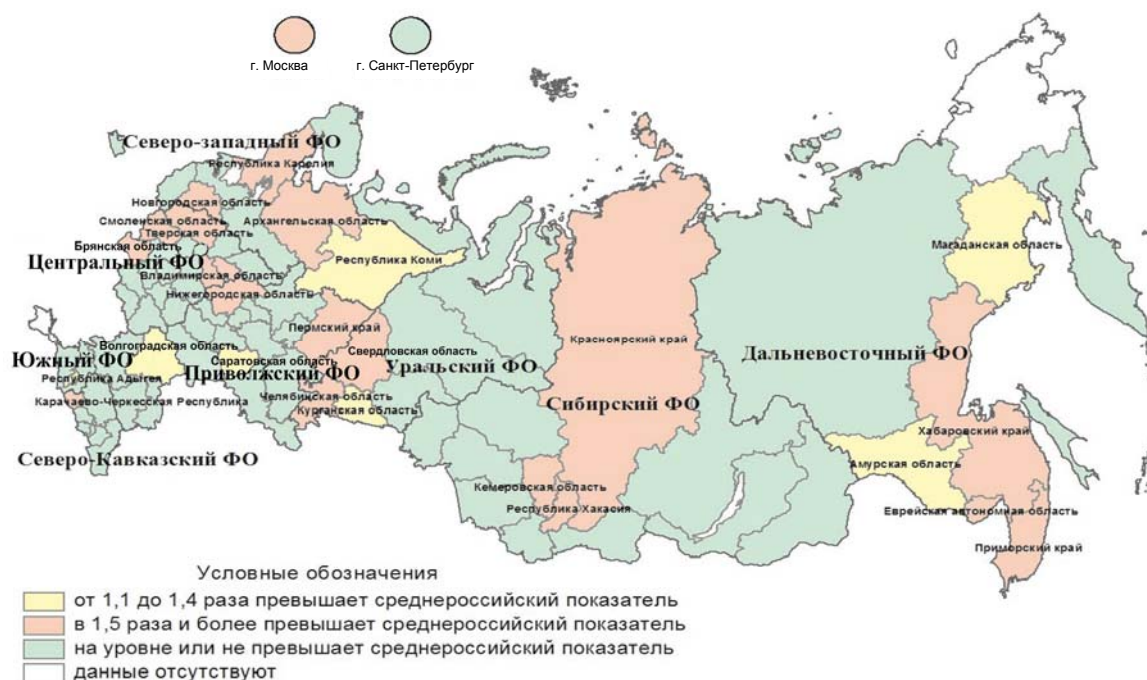 г. Москва
г. Санкт-Петербург
Северо-западный ФО
Республика Карелия
Новгородская область
Смоленская область
Архангельская область
Тверская область
Брянская область
Центральный ФО
Владимирская область
Республика Коми
Магаданская область
Нижегородская область
Пермский край
Красноярский край
Волгоградская область
Свердловская область
Южный ФО
Саратовская область
Дальневосточный ФО
Приволжский ФО
Уральский ФО
Республика Адыгея
Карачаево-Черкесская Республика
Челябинская область
Курганская область
Сибирский ФО
Хабаровский край
Северо-Кавказский ФО
Амурская область
Кемеровская область
Республика Хакасия
Еврейская автономная область
Приморский край
Условные обозначения
от 1,1 до 1,4 раза превышает среднероссийский показатель
в 1,5 раза и более превышает среднероссийский показатель
на уровне или не превышает среднероссийский показатель
данные отсутствуют